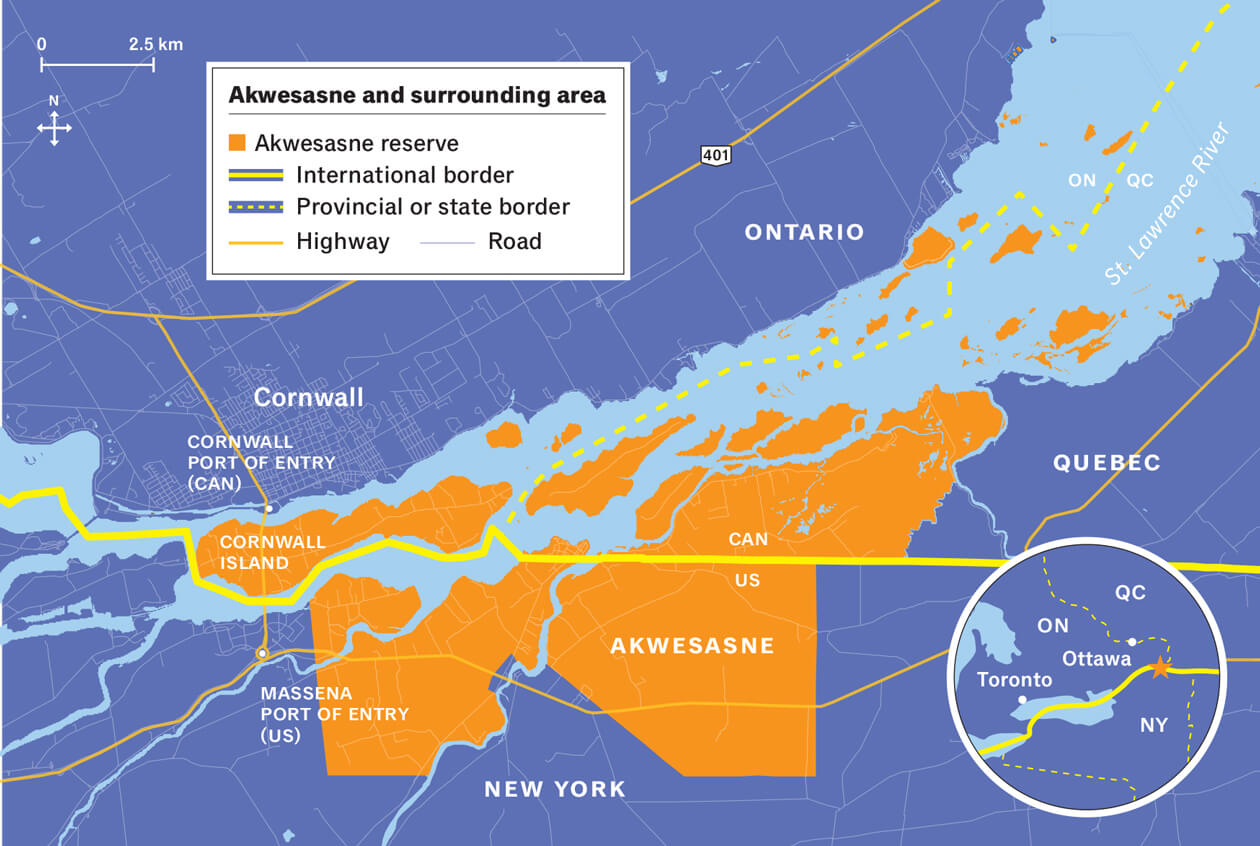 0 2.5 km
N
Akwesasne and surrounding area
Akwesasne reserve
International border
Provincial or state border
Highway Road
401
ONTARIO
ON QC
St. Lawrence River
Cornwall
CORNWALL
PORT OF ENTRY
(CAN)
QUEBEC
CORNWALL
ISLAND
CAN
US
AKWESASNE
MASSENA
PORT OF ENTRY
(US)
NEW YORK
QC
ON
Ottawa
Toronto
NY